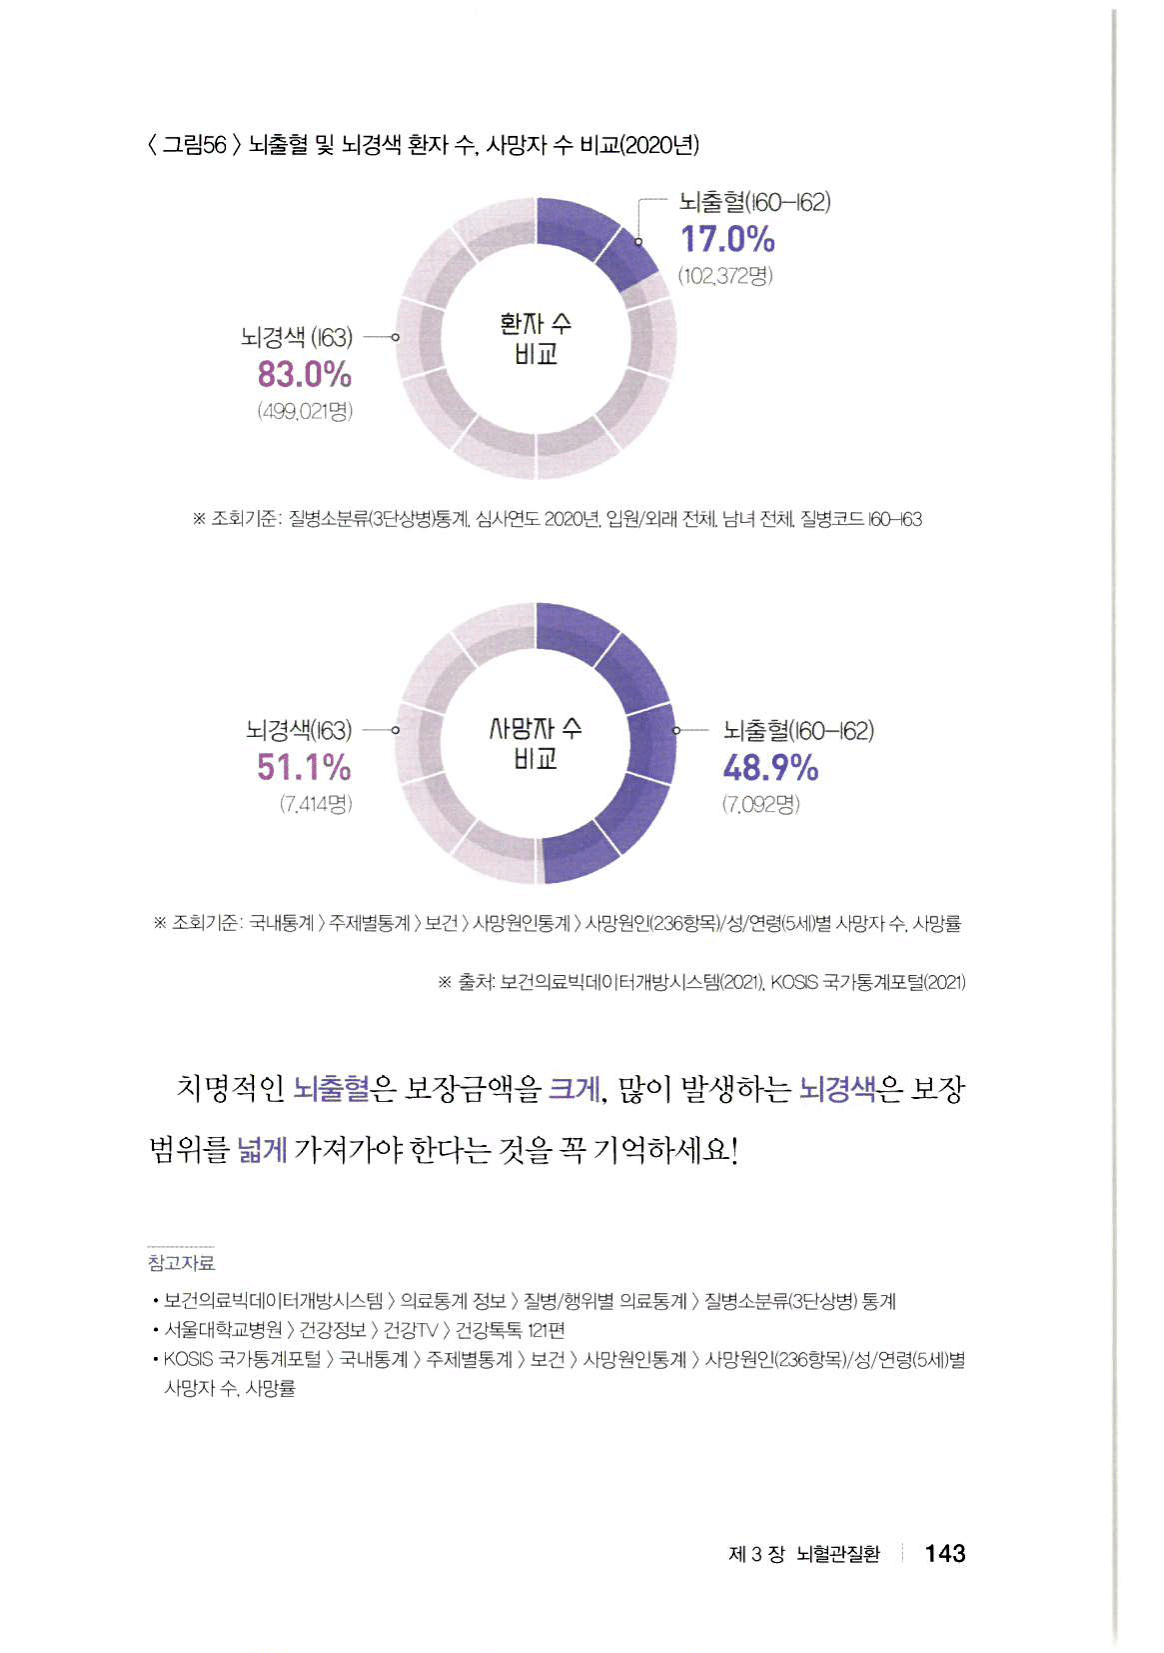 〈 그림56 〉 뇌출혈 및 뇌경색 환자 수, 사망자 수 비교(2020년)
뇌출혈(I60–I62)
17.0%
(102,372명)
환자 수
비교
뇌경색 (I63)
83.0%
(499,021명)
※ 조회기준: 질병소분류(3단상병)통계, 심사연도 2020년, 입원/외래 전체, 남녀 전체, 질병코드 I60–I63
뇌경색(I63)
51.1%
(7,414명)
사망자 수
비교
뇌출혈(I60–I62)
48.9%
(7,092명)
※ 조회기준: 국내통계 〉 주제별통계 〉 보건 〉 사망원인통계 〉 사망원인(236항목)/성/연령(5세)별 사망자 수, 사망률
※ 출처: 보건의료빅데이터개방시스템(2021), KOSIS 국가통계포털(2021)
치명적인 뇌출혈은 보장금액을 크게, 많이 발생하는 뇌경색은 보장
범위를 넓게 가져가야 한다는 것을 꼭 기억하세요!
참고자료
• 보건의료빅데이터개방시스템 〉 의료통계 정보 〉 질병/행위별 의료통계 〉 질병소분류(3단상병) 통계
• 서울대학교병원 〉 건강정보 〉 건강TV 〉 건강톡톡 121편
• KOSIS 국가통계포털 〉 국내통계 〉 주제별통계 〉 보건 〉 사망원인통계 〉 사망원인(236항목)/성/연령(5세)별
사망자 수, 사망률
제 3 장 뇌혈관질환 143